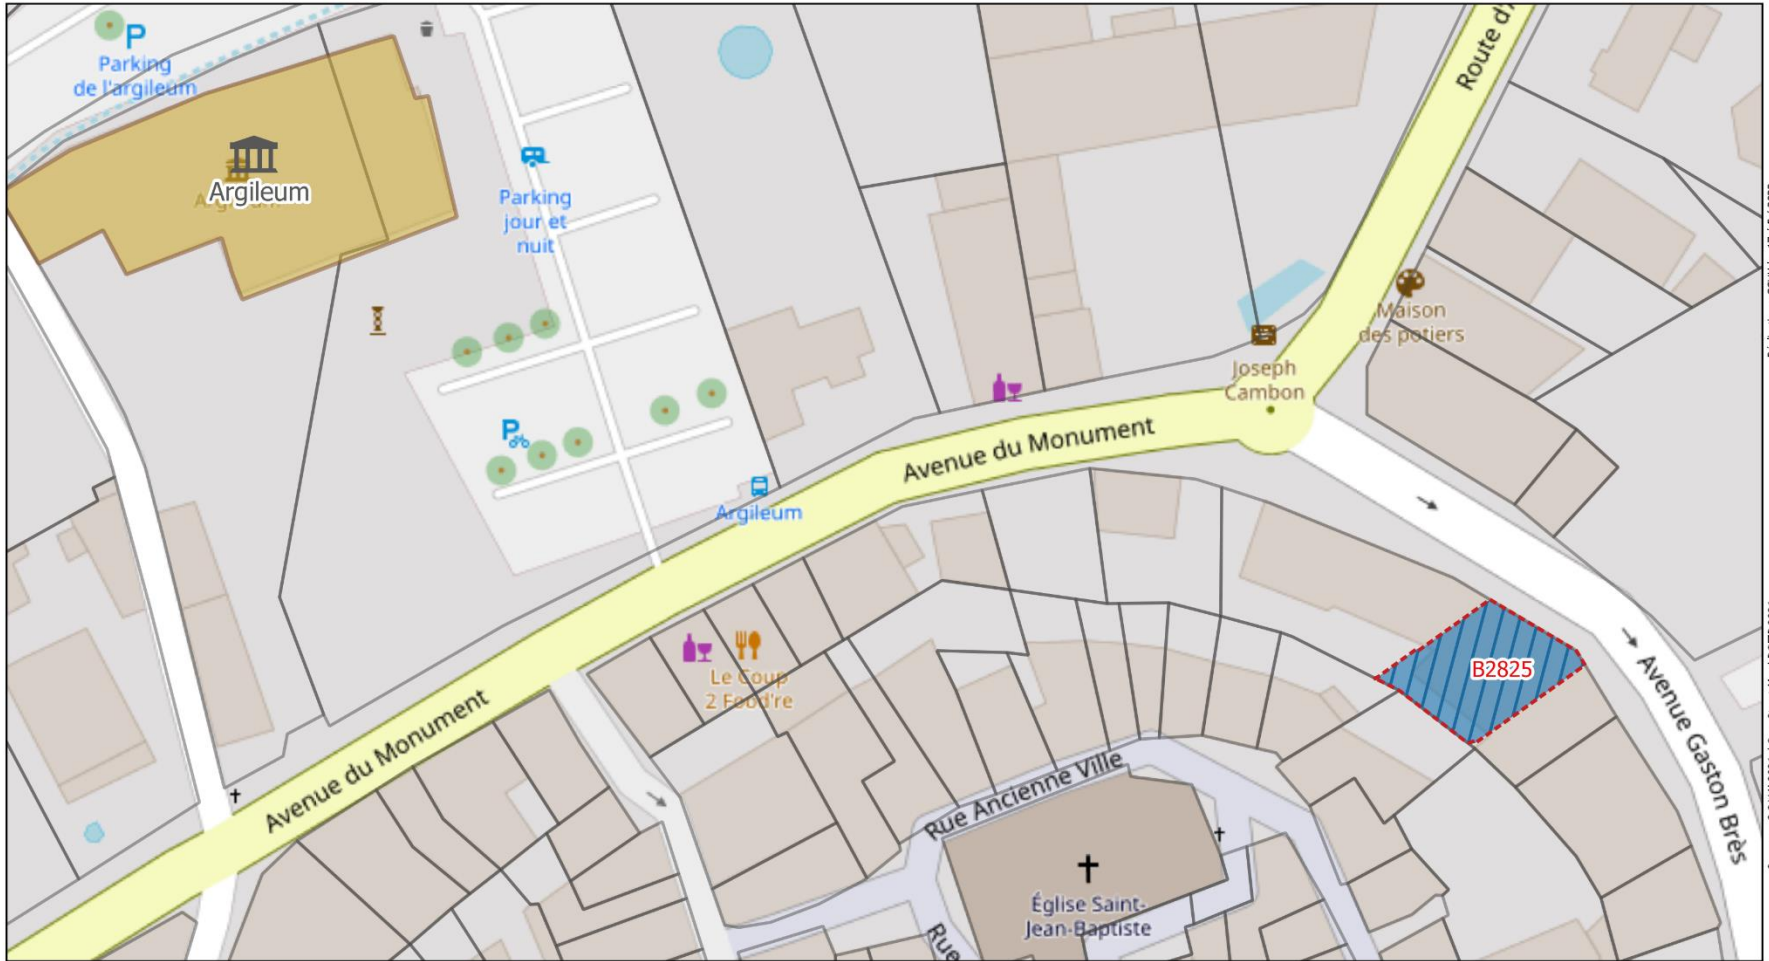 P
Parking
de l'argileum
Argileum
Parking
jour et
nuit
P
Argileum
Route d'
Maison
des potiers
Joseph
Cambon
Avenue du Monument
Le Coup
2 Food're
B2825
Avenue du Monument
Avenue Gaston Brès
Rue Ancienne Ville
Église Saint-
Jean-Baptiste
Rue